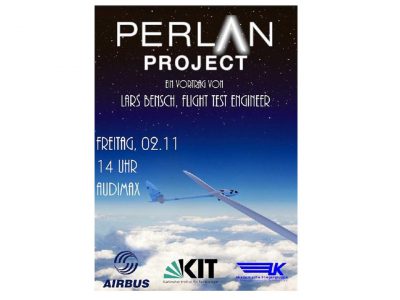 PERLAN
PROJECT
EIN VORTRAG VON
LARS BENSCH, FLIGHT TEST ENGINEER
FREITAG, 02.11
14 UHR
AUDIMAX
AIRBUS
KIT